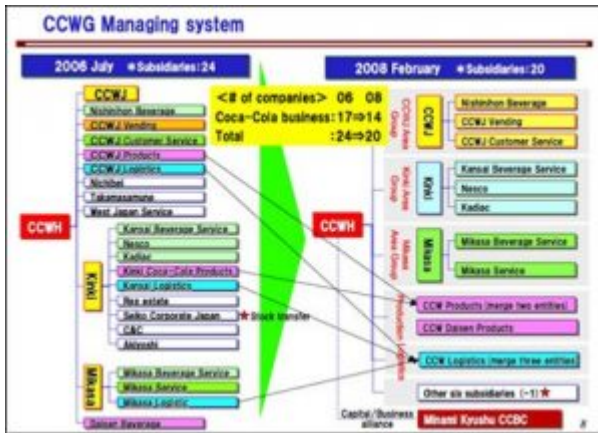 CCWG Managing system
2006 July ＊Subsidiaries:24
2008 February ＊Subsidiaries:20
<# of companies> 06 08
Coca-Cola business:17⇒14
Total :24⇒20
CCWH
CCWJ
Nishinihon Beverage
CCWJ Vending
CCWJ Customer Service
CCWJ Products
CCWJ Logistics
Nichibei
Takamasamune
West Japan Service
Kinki
Kansai Beverage Service
Nesco
Kadiac
Kinki Coca-Cola Products
Kansai Logistics
Rex estate
Seiko Corporate Japan ★Stock transfer
C&C
Akiyoshi
Mikasa
Mikasa Beverage Service
Mikasa Service
Mikasa Logistic
Daisen Beverage
CCWH
CCWJ Area Group
CCWJ
Nishinihon Beverage
CCWJ Vending
CCWJ Customer Service
Kinki Area Group
Kinki
Kansai Beverage Service
Nesco
Kadiac
Mikasa Area Group
Mikasa
Mikasa Beverage Service
Mikasa Service
Production
CCW Products (merge two entities)
CCW Daisen Products
Logistics
CCW Logistics (merge three entities)
Other six subsidiaries (-1)★
Capital/Business alliance
Minami Kyushu CCBC
8